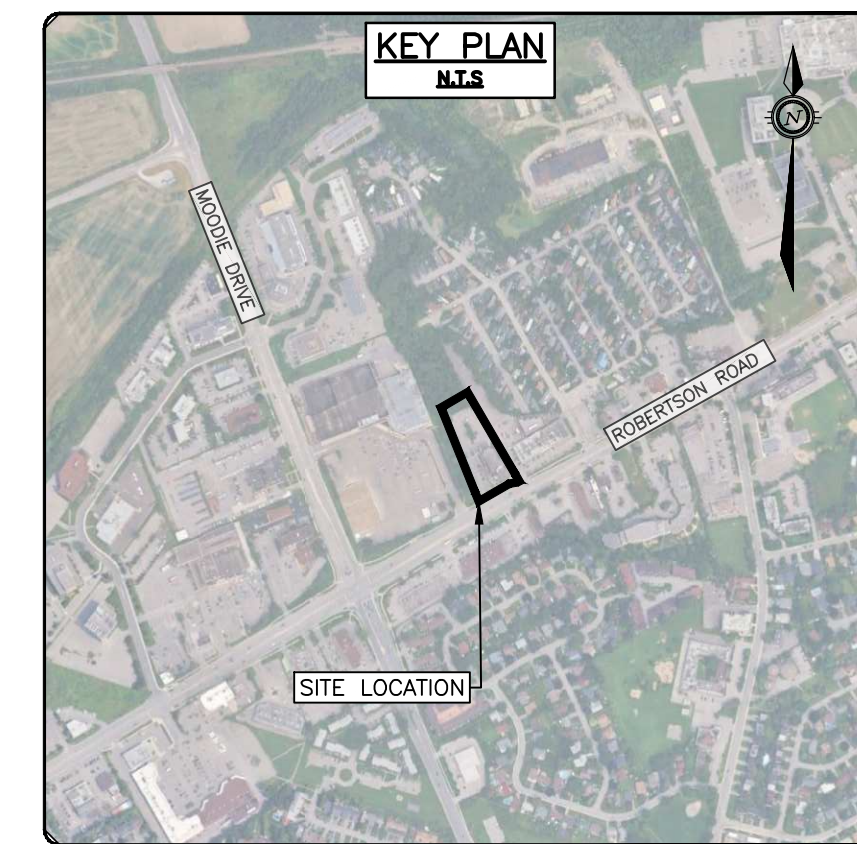 KEY PLAN
N.T.S
N
MOODIE DRIVE
ROBERTSON ROAD
SITE LOCATION